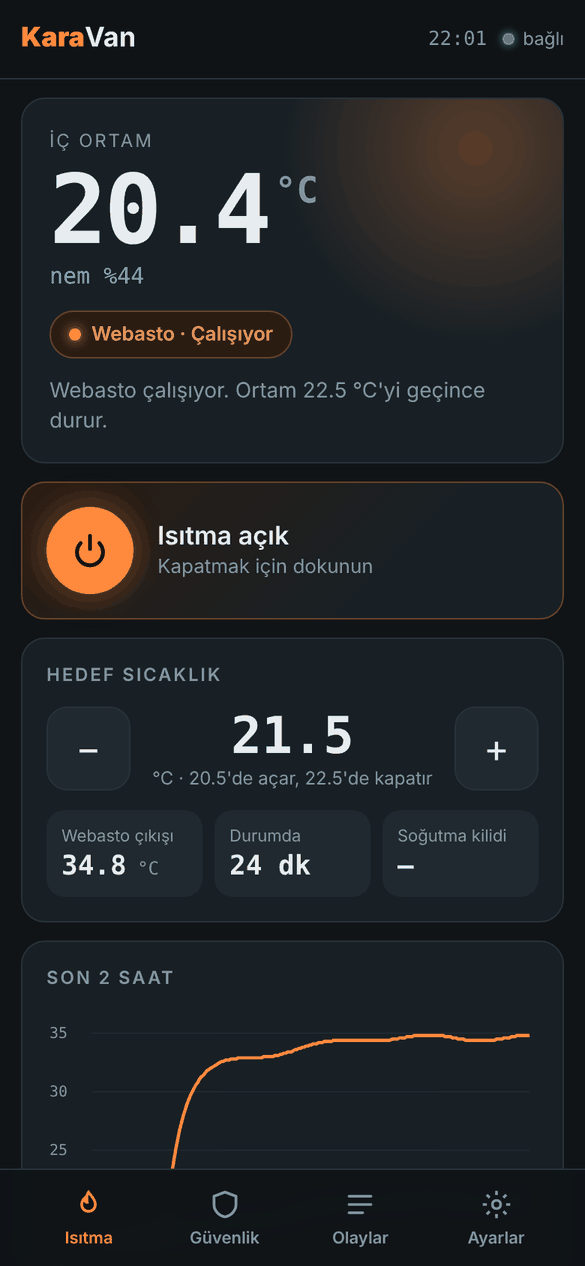 KaraVan
22:01 bağlı
İÇ ORTAM
20.4 °C
nem %44
Webasto · Çalışıyor
Webasto çalışıyor. Ortam 22.5 °C'yi geçince
durur.
Isıtma açık
Kapatmak için dokunun
HEDEF SICAKLIK
− 21.5 +
°C · 20.5'de açar, 22.5'de kapatır
Webasto çıkışı Durumda Soğutma kilidi
34.8 °C 24 dk –
SON 2 SAAT
35
30
25
Isıtma Güvenlik Olaylar Ayarlar